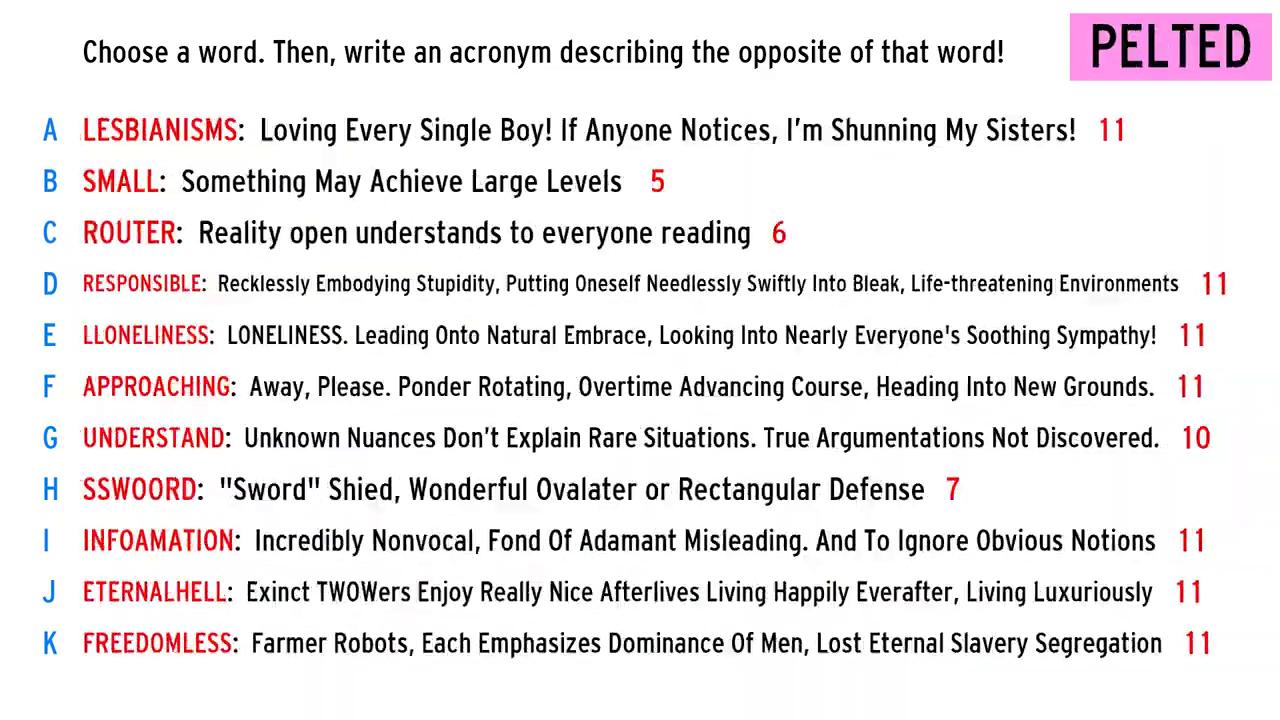 Choose a word. Then, write an acronym describing the opposite of that word!
PELTED
A LESBIANISMS: Loving Every Single Boy! If Anyone Notices, I'm Shunning My Sisters! 11
B SMALL: Something May Achieve Large Levels 5
C ROUTER: Reality open understands to everyone reading 6
D RESPONSIBLE: Recklessly Embodying Stupidity, Putting Oneself Needlessly Swiftly Into Bleak, Life-threatening Environments 11
E LLONELINESS: LONELINESS. Leading Onto Natural Embrace, Looking Into Nearly Everyone's Soothing Sympathy! 11
F APPROACHING: Away, Please. Ponder Rotating, Overtime Advancing Course, Heading Into New Grounds. 11
G UNDERSTAND: Unknown Nuances Don't Explain Rare Situations. True Argumentations Not Discovered. 10
H SSWOORD: "Sword" Shied, Wonderful Ovalater or Rectangular Defense 7
I INFOAMATION: Incredibly Nonvocal, Fond Of Adamant Misleading. And To Ignore Obvious Notions 11
J ETERNALHELL: Exinct TWOWers Enjoy Really Nice Afterlives Living Happily Everafter, Living Luxuriously 11
K FREEDOMLESS: Farmer Robots, Each Emphasizes Dominance Of Men, Lost Eternal Slavery Segregation 11